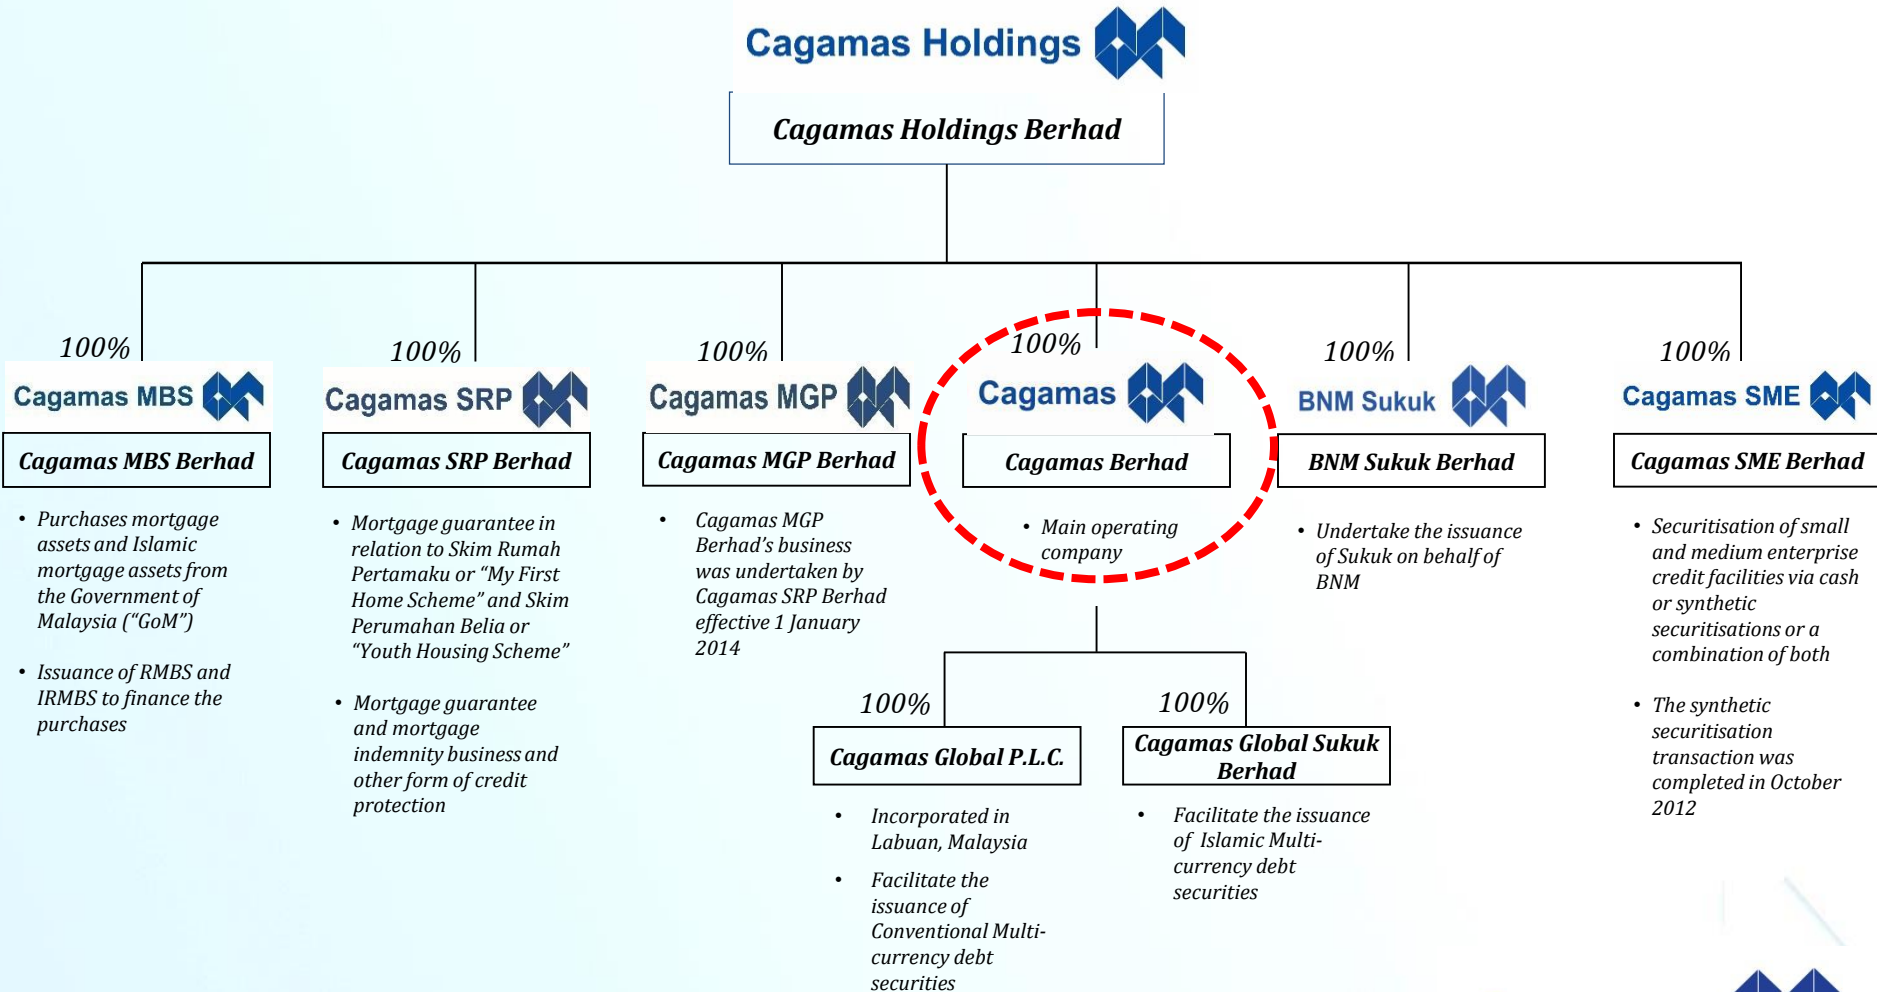 Cagamas Holdings
Cagamas Holdings Berhad
100%
Cagamas MBS
Cagamas MBS Berhad
• Purchases mortgage
assets and Islamic
mortgage assets from
the Government of
Malaysia (“GoM”)
• Issuance of RMBS and
IRMBS to finance the
purchases
100%
Cagamas SRP
Cagamas SRP Berhad
• Mortgage guarantee in
relation to Skim Rumah
Pertamaku or “My First
Home Scheme” and Skim
Perumahan Belia or
“Youth Housing Scheme”
• Mortgage guarantee
and mortgage
indemnity business and
other form of credit
protection
100%
Cagamas MGP
Cagamas MGP Berhad
• Cagamas MGP
Berhad’s business
was undertaken by
Cagamas SRP Berhad
effective 1 January
2014
100%
Cagamas
Cagamas Berhad
• Main operating
company
100%
Cagamas Global P.L.C.
• Incorporated in
Labuan, Malaysia
• Facilitate the
issuance of
Conventional Multi-
currency debt
securities
100%
Cagamas Global Sukuk
Berhad
• Facilitate the issuance
of Islamic Multi-
currency debt
securities
100%
BNM Sukuk
BNM Sukuk Berhad
• Undertake the issuance
of Sukuk on behalf of
BNM
100%
Cagamas SME
Cagamas SME Berhad
• Securitisation of small
and medium enterprise
credit facilities via cash
or synthetic
securitisations or a
combination of both
• The synthetic
securitisation
transaction was
completed in October
2012